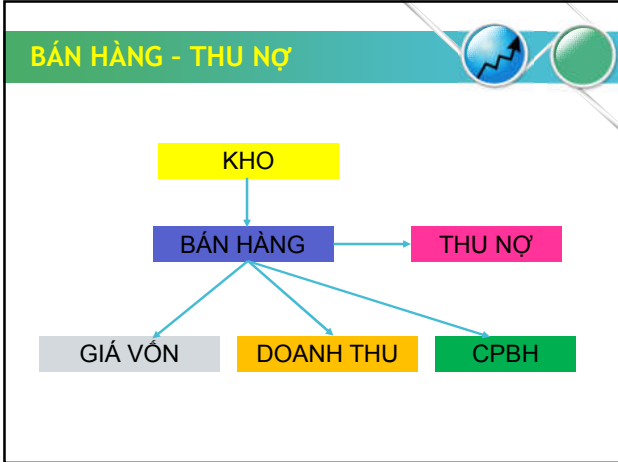 BÁN HÀNG - THU NỢ
KHO
BÁN HÀNG
THU NỢ
GIÁ VỐN
DOANH THU
CPBH